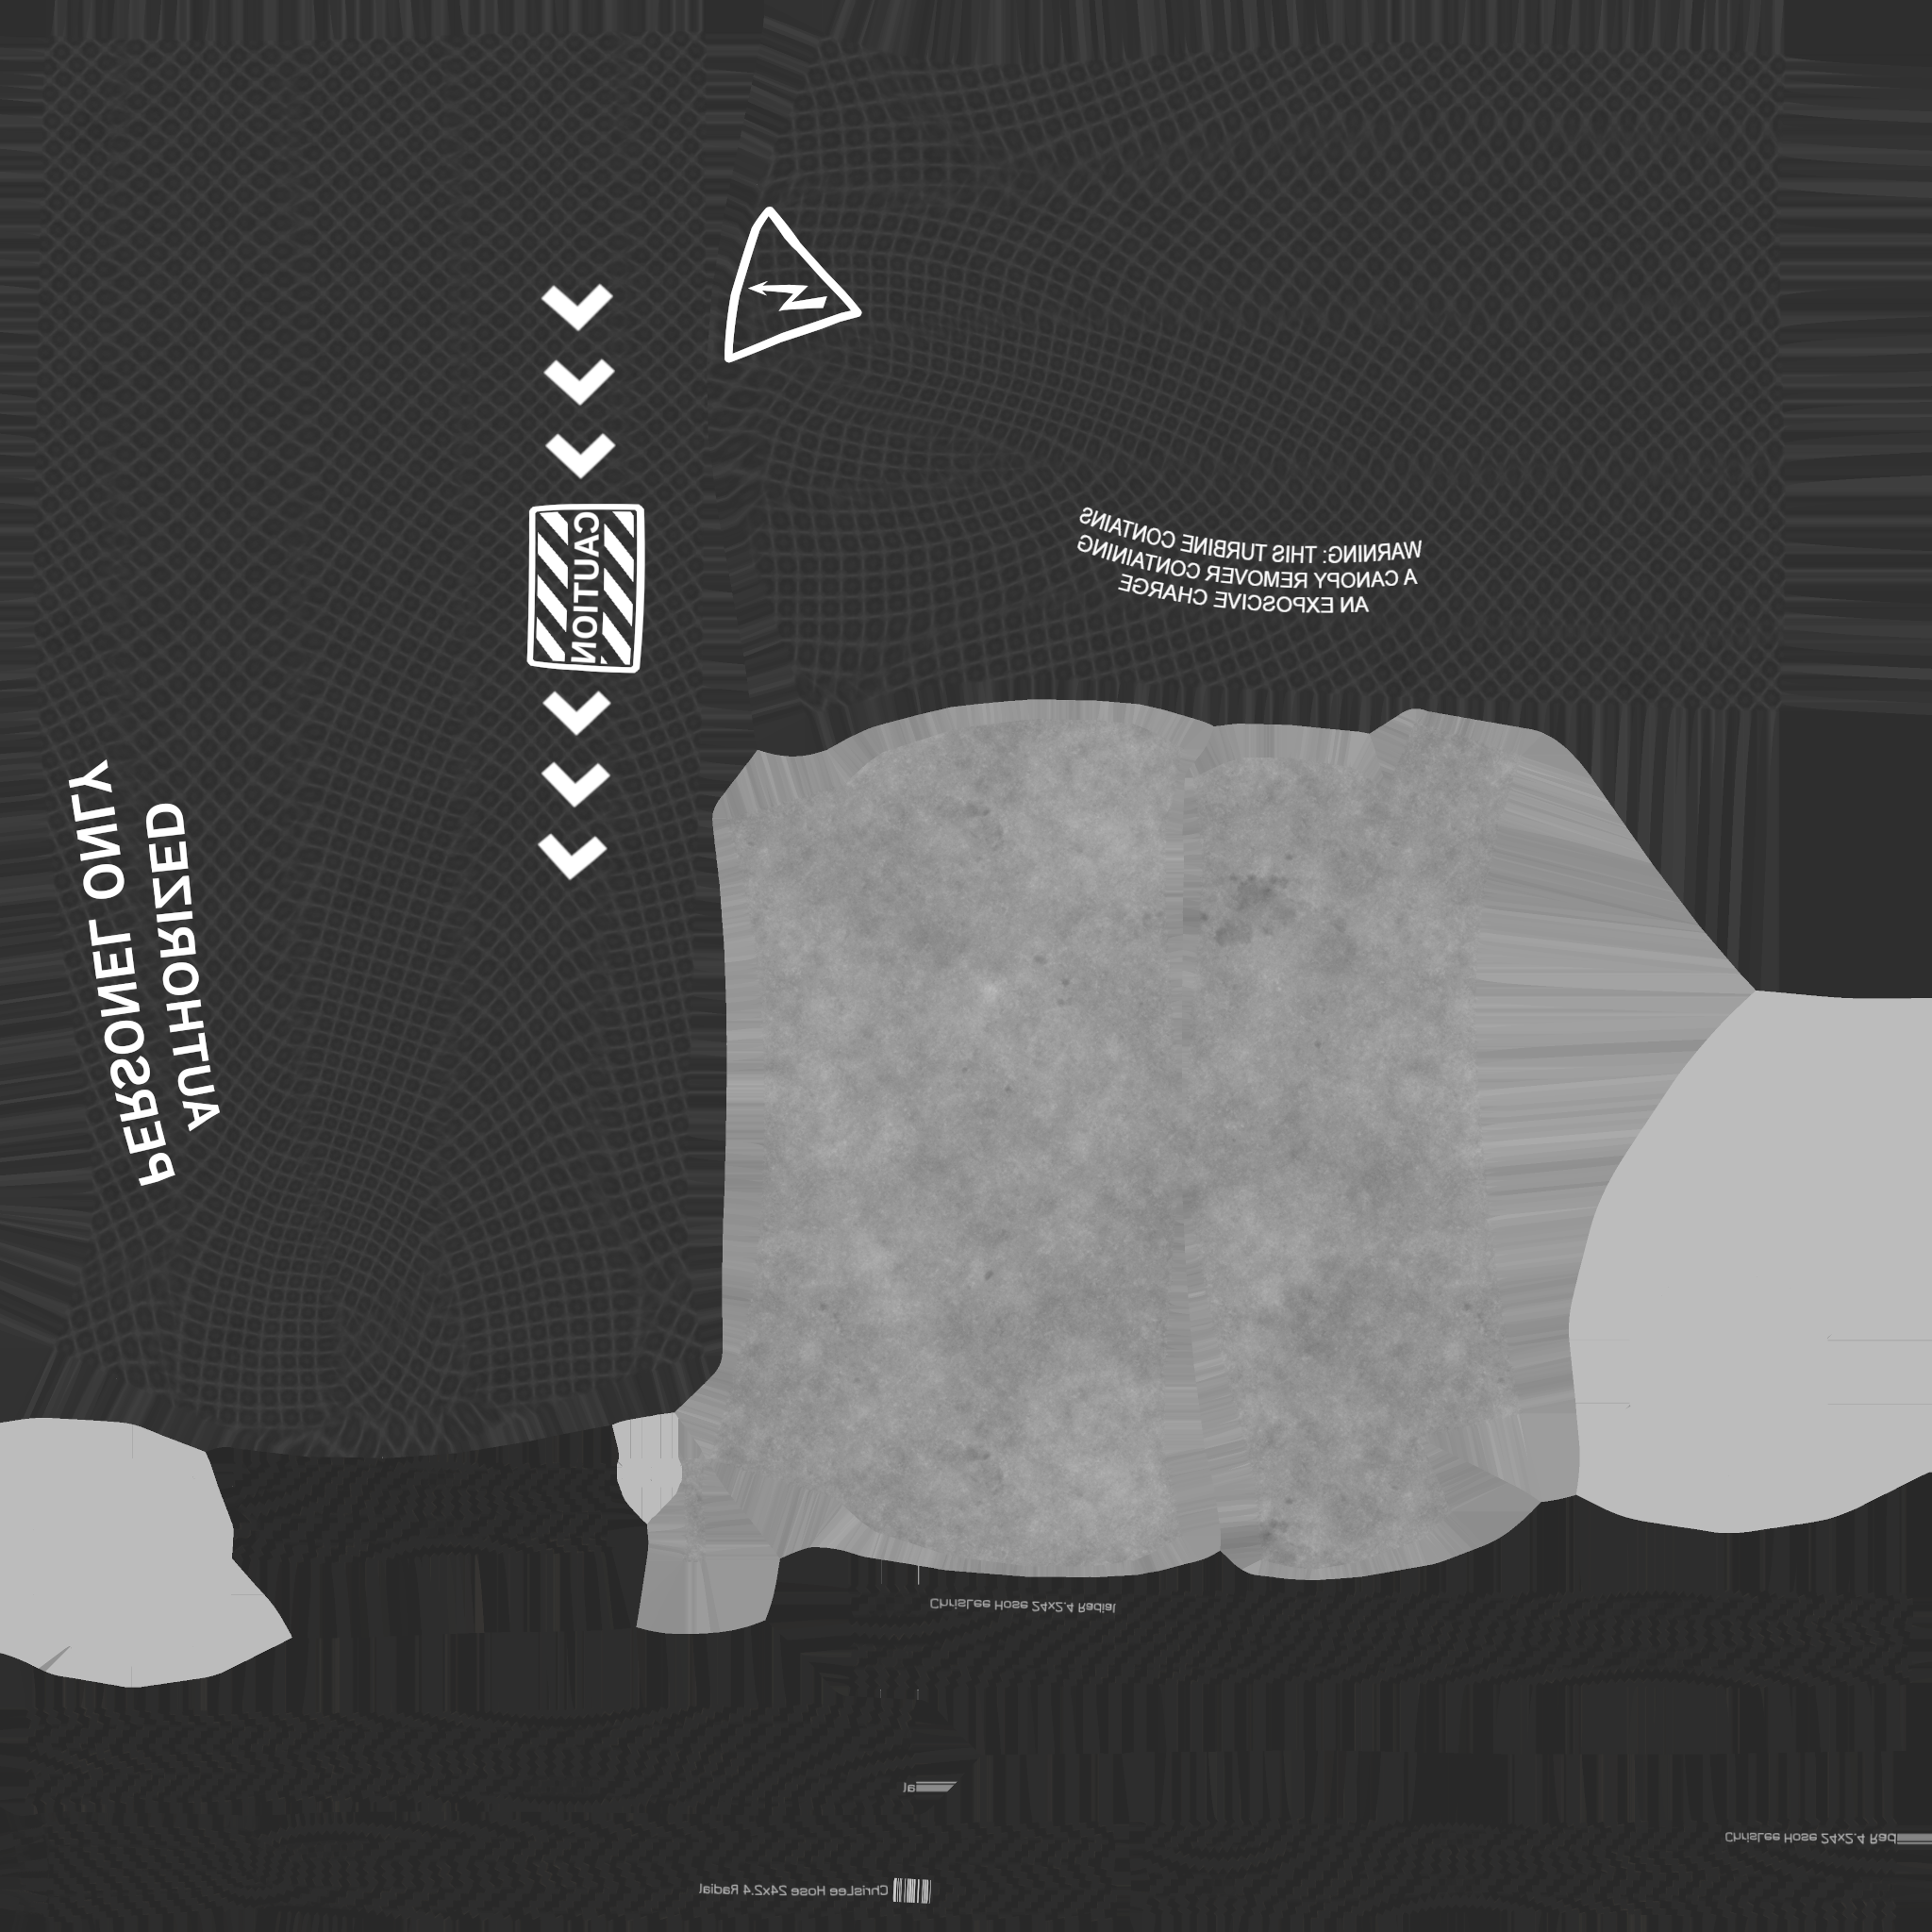 CAUTION
WARNING: THIS TURBINE CONTAINS
A CANOPY REMOVER CONTAINING
AN EXPOSCIVE CHARGE
AUTHORIZED
PERSONEL ONLY
ChrisLee Hose 24x2.4 Radial
al
ChrisLee Hose 24x2.4 Rad
ChrisLee Hose 24x2.4 Radial